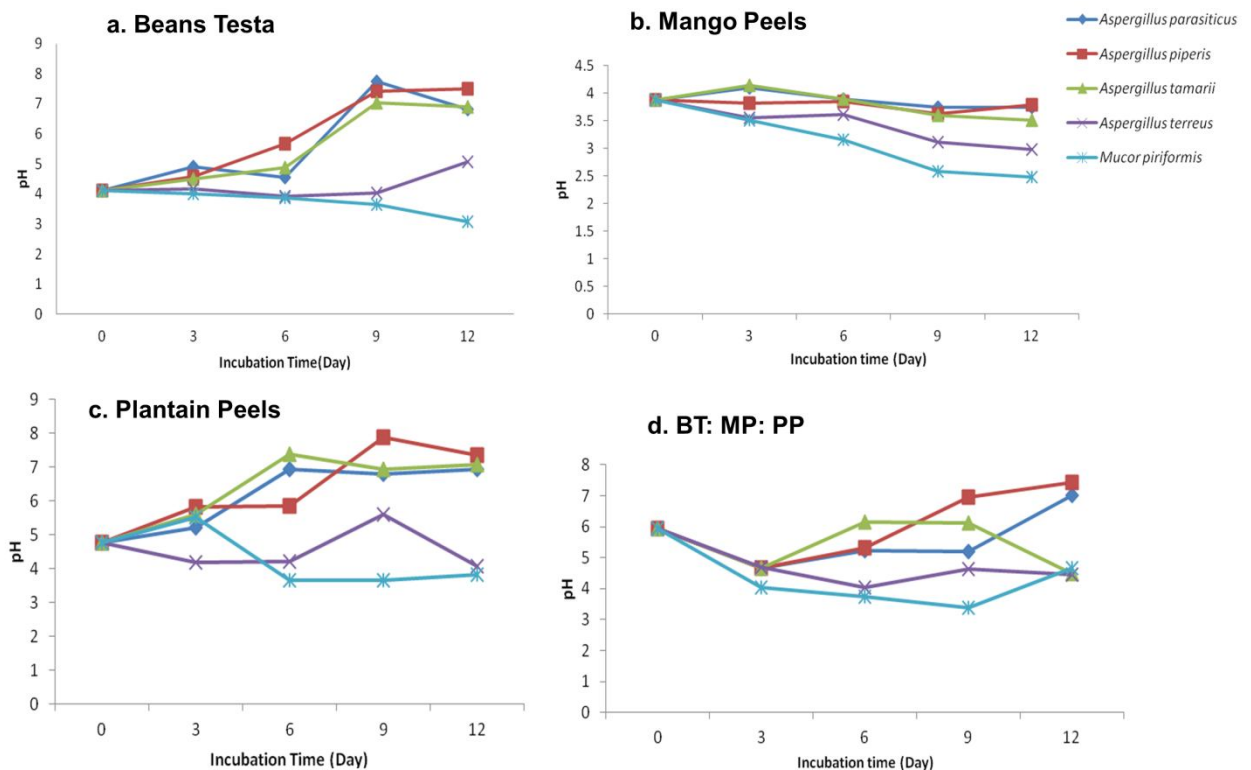 a. Beans Testa
9
8
7
6
5
4
3
2
1
0
pH
0 3 6 9 12
Incubation Time(Day)
b. Mango Peels
4.5
4
3.5
3
2.5
2
1.5
1
0.5
0
pH
0 3 6 9 12
Incubation time (Day)
Aspergillus parasiticus
Aspergillus piperis
Aspergillus tamarii
Aspergillus terreus
Mucor piriformis
c. Plantain Peels
9
8
7
6
5
4
3
2
1
0
pH
0 3 6 9 12
Incubation Time (Day)
d. BT: MP: PP
8
7
6
5
4
3
2
1
0
pH
0 3 6 9 12
Incubation time (Day)